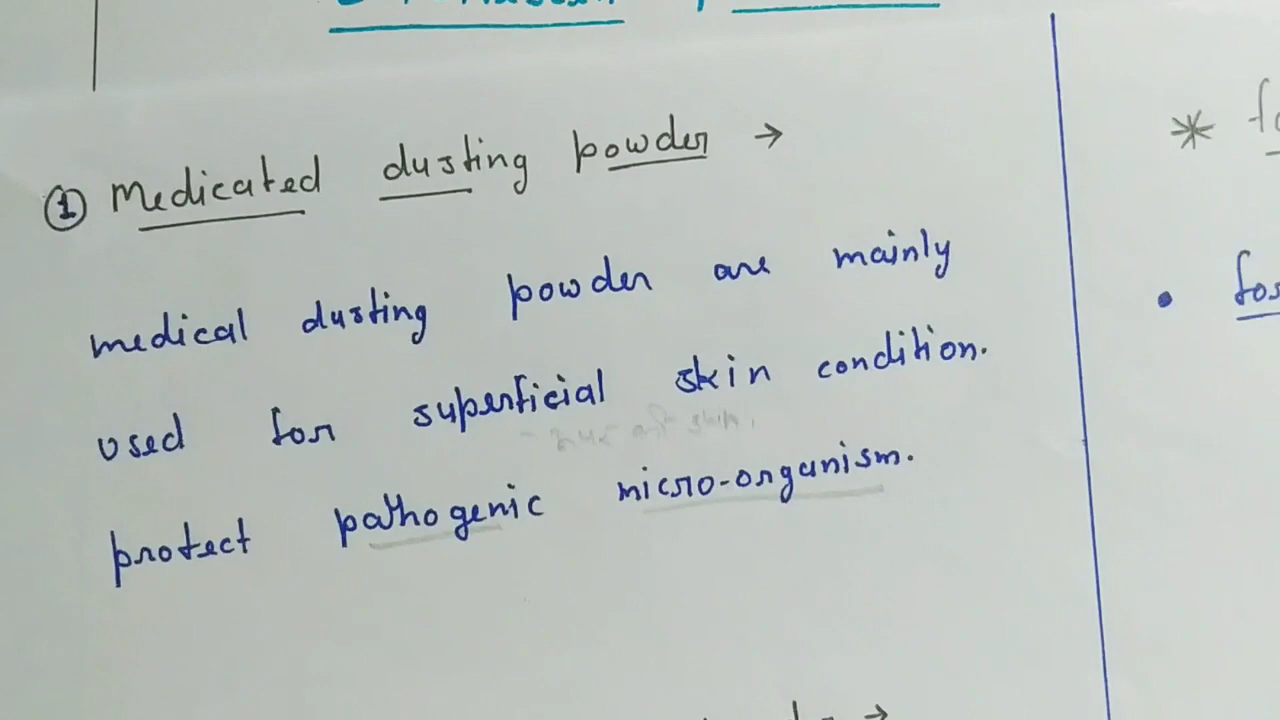 ① Medicated dusting powder →
medical dusting powder are mainly
used for superficial skin condition.
protect pathogenic micro-organism.
→
*
•